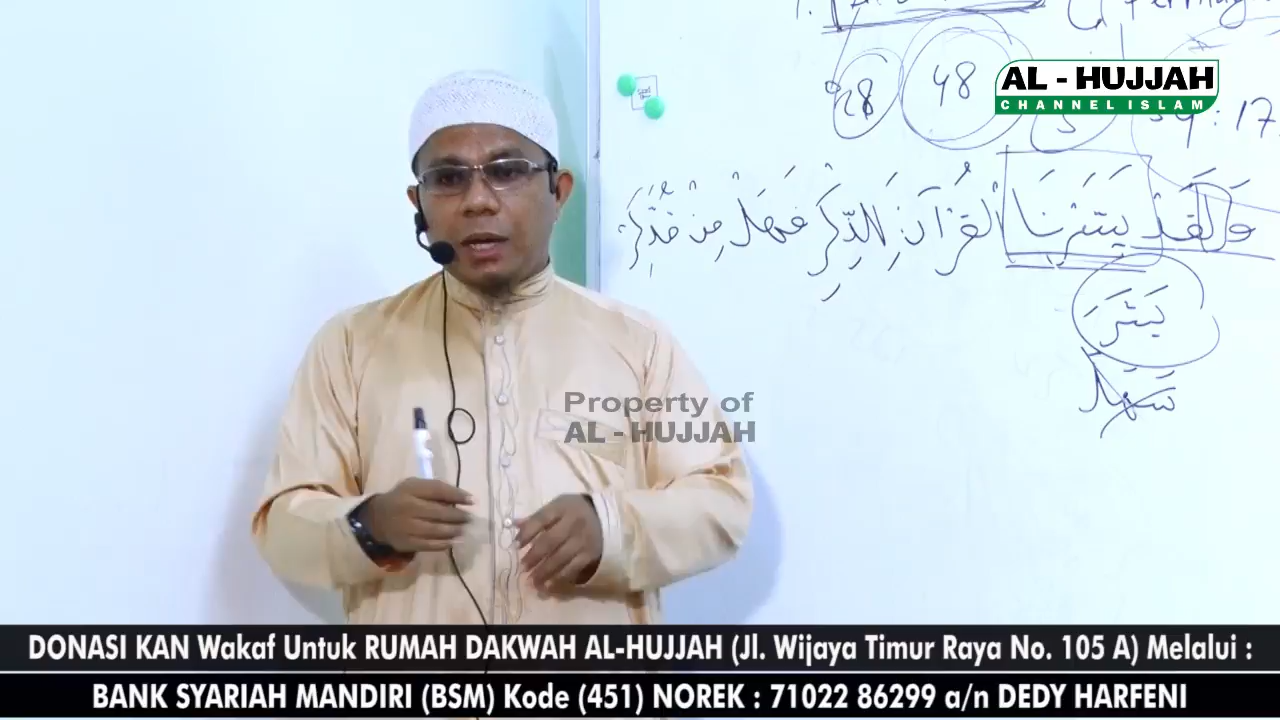 28 48
: 17
AL - HUJJAH
CHANNEL ISLAM
وَلَقَدْ يَسَّرْنَا الْقُرْآنَ لِلذِّكْرِ فَهَلْ مِنْ مُدَّكِرٍ
يَسَّرَ
سَهْلَ
Property of
AL - HUJJAH
DONASI KAN Wakaf Untuk RUMAH DAKWAH AL-HUJJAH (Jl. Wijaya Timur Raya No. 105 A) Melalui :
BANK SYARIAH MANDIRI (BSM) Kode (451) NOREK : 71022 86299 a/n DEDY HARFENI